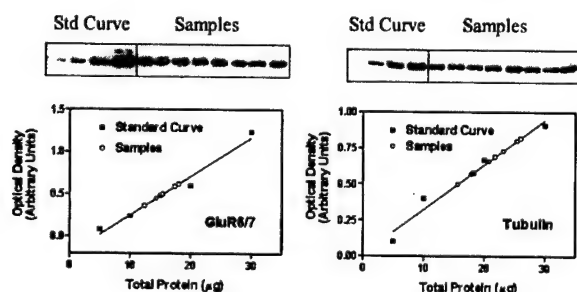 Std Curve Samples
Std Curve Samples
1.5
1.0
0.5
0.0
Optical Density
(Arbitrary Units)
Standard Curve
Samples
GluR6/7
0 10 20 30
Total Protein (μg)
1.00
0.75
0.50
0.25
0.00
Optical Density
(Arbitrary Units)
Standard Curve
Samples
Tubulin
0 10 20 30
Total Protein (μg)